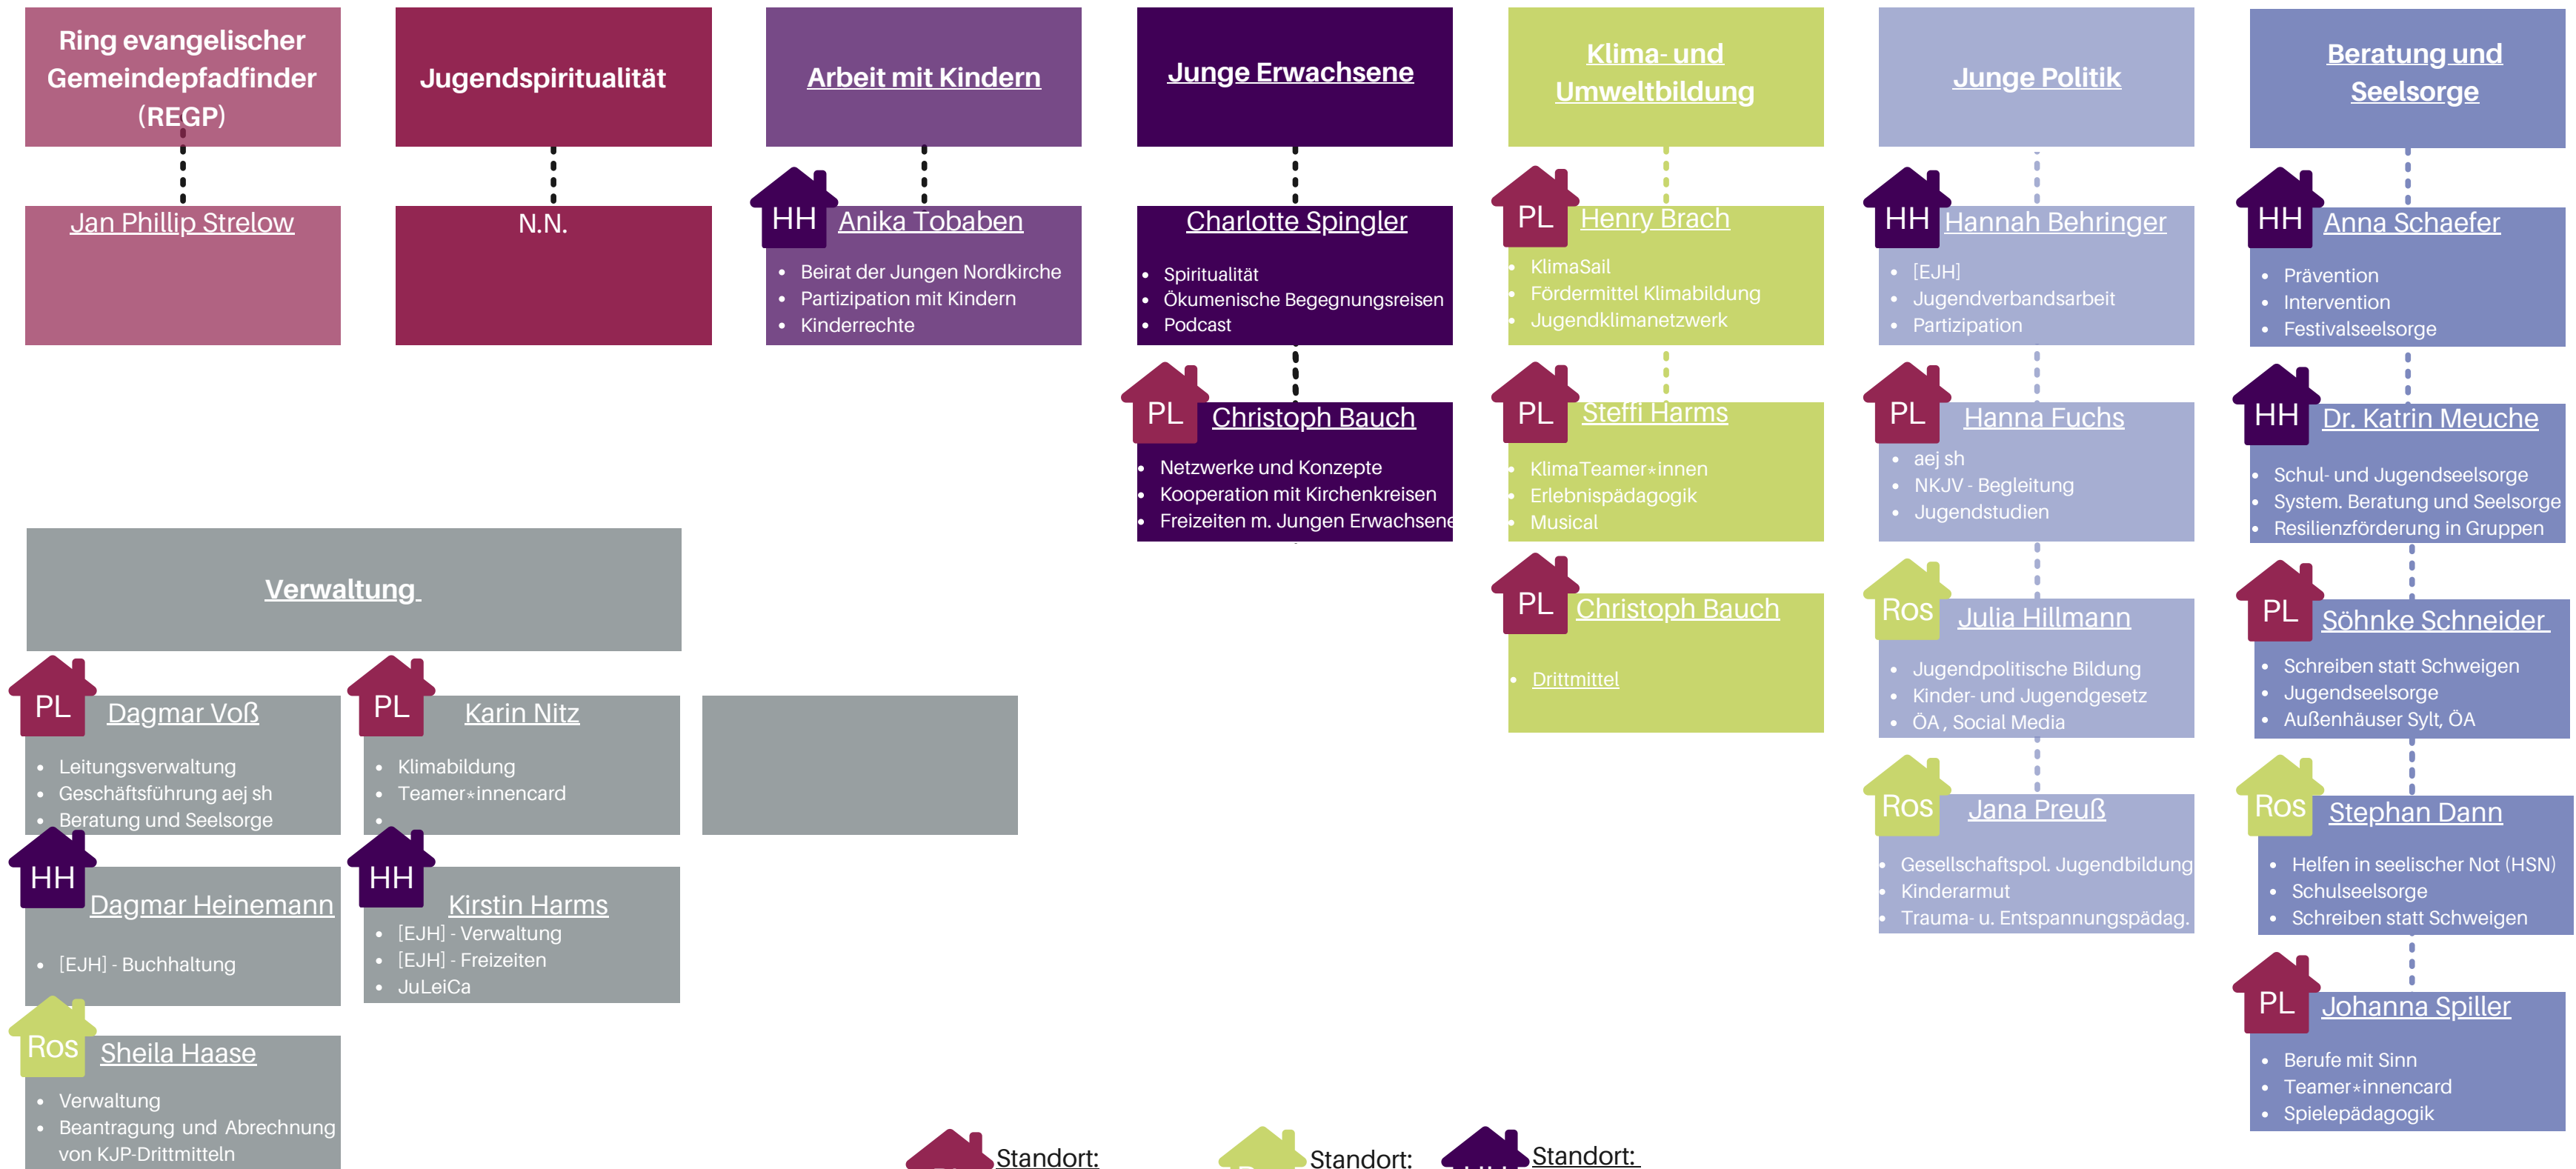 Ring evangelischer
Gemeindepfadfinder
(REGP)
Jan Phillip Strelow
Jugendspiritualität
N.N.
Arbeit mit Kindern
HH
Anika Tobaben
• Beirat der Jungen Nordkirche
• Partizipation mit Kindern
• Kinderrechte
Junge Erwachsene
Charlotte Spingler
• Spiritualität
• Ökumenische Begegnungsreisen
• Podcast
PL
Christoph Bauch
• Netzwerke und Konzepte
• Kooperation mit Kirchenkreisen
• Freizeiten m. Jungen Erwachsene
Klima- und
Umweltbildung
PL
Henry Brach
• KlimaSail
• Fördermittel Klimabildung
• Jugendklimanetzwerk
PL
Steffi Harms
• KlimaTeamer*innen
• Erlebnispädagogik
• Musical
PL
Christoph Bauch
• Drittmittel
Junge Politik
HH
Hannah Behringer
• [EJH]
• Jugendverbandsarbeit
• Partizipation
PL
Hanna Fuchs
• aej sh
• NKJV - Begleitung
• Jugendstudien
Ros
Julia Hillmann
• Jugendpolitische Bildung
• Kinder- und Jugendgesetz
• ÖA , Social Media
Ros
Jana Preuß
• Gesellschaftspol. Jugendbildung
• Kinderarmut
• Trauma- u. Entspannungspädag.
Beratung und
Seelsorge
HH
Anna Schaefer
• Prävention
• Intervention
• Festivalseelsorge
HH
Dr. Katrin Meuche
• Schul- und Jugendseelsorge
• System. Beratung und Seelsorge
• Resilienzförderung in Gruppen
PL
Söhnke Schneider
• Schreiben statt Schweigen
• Jugendseelsorge
• Außenhäuser Sylt, ÖA
Ros
Stephan Dann
• Helfen in seelischer Not (HSN)
• Schulseelsorge
• Schreiben statt Schweigen
PL
Johanna Spiller
• Berufe mit Sinn
• Teamer*innencard
• Spielepädagogik
Verwaltung
PL
Dagmar Voß
• Leitungsverwaltung
• Geschäftsführung aej sh
• Beratung und Seelsorge
PL
Karin Nitz
• Klimabildung
• Teamer*innencard
•
HH
Dagmar Heinemann
• [EJH] - Buchhaltung
HH
Kirstin Harms
• [EJH] - Verwaltung
• [EJH] - Freizeiten
• JuLeiCa
Ros
Sheila Haase
• Verwaltung
• Beantragung und Abrechnung
von KJP-Drittmitteln
Standort:
Standort:
Standort: